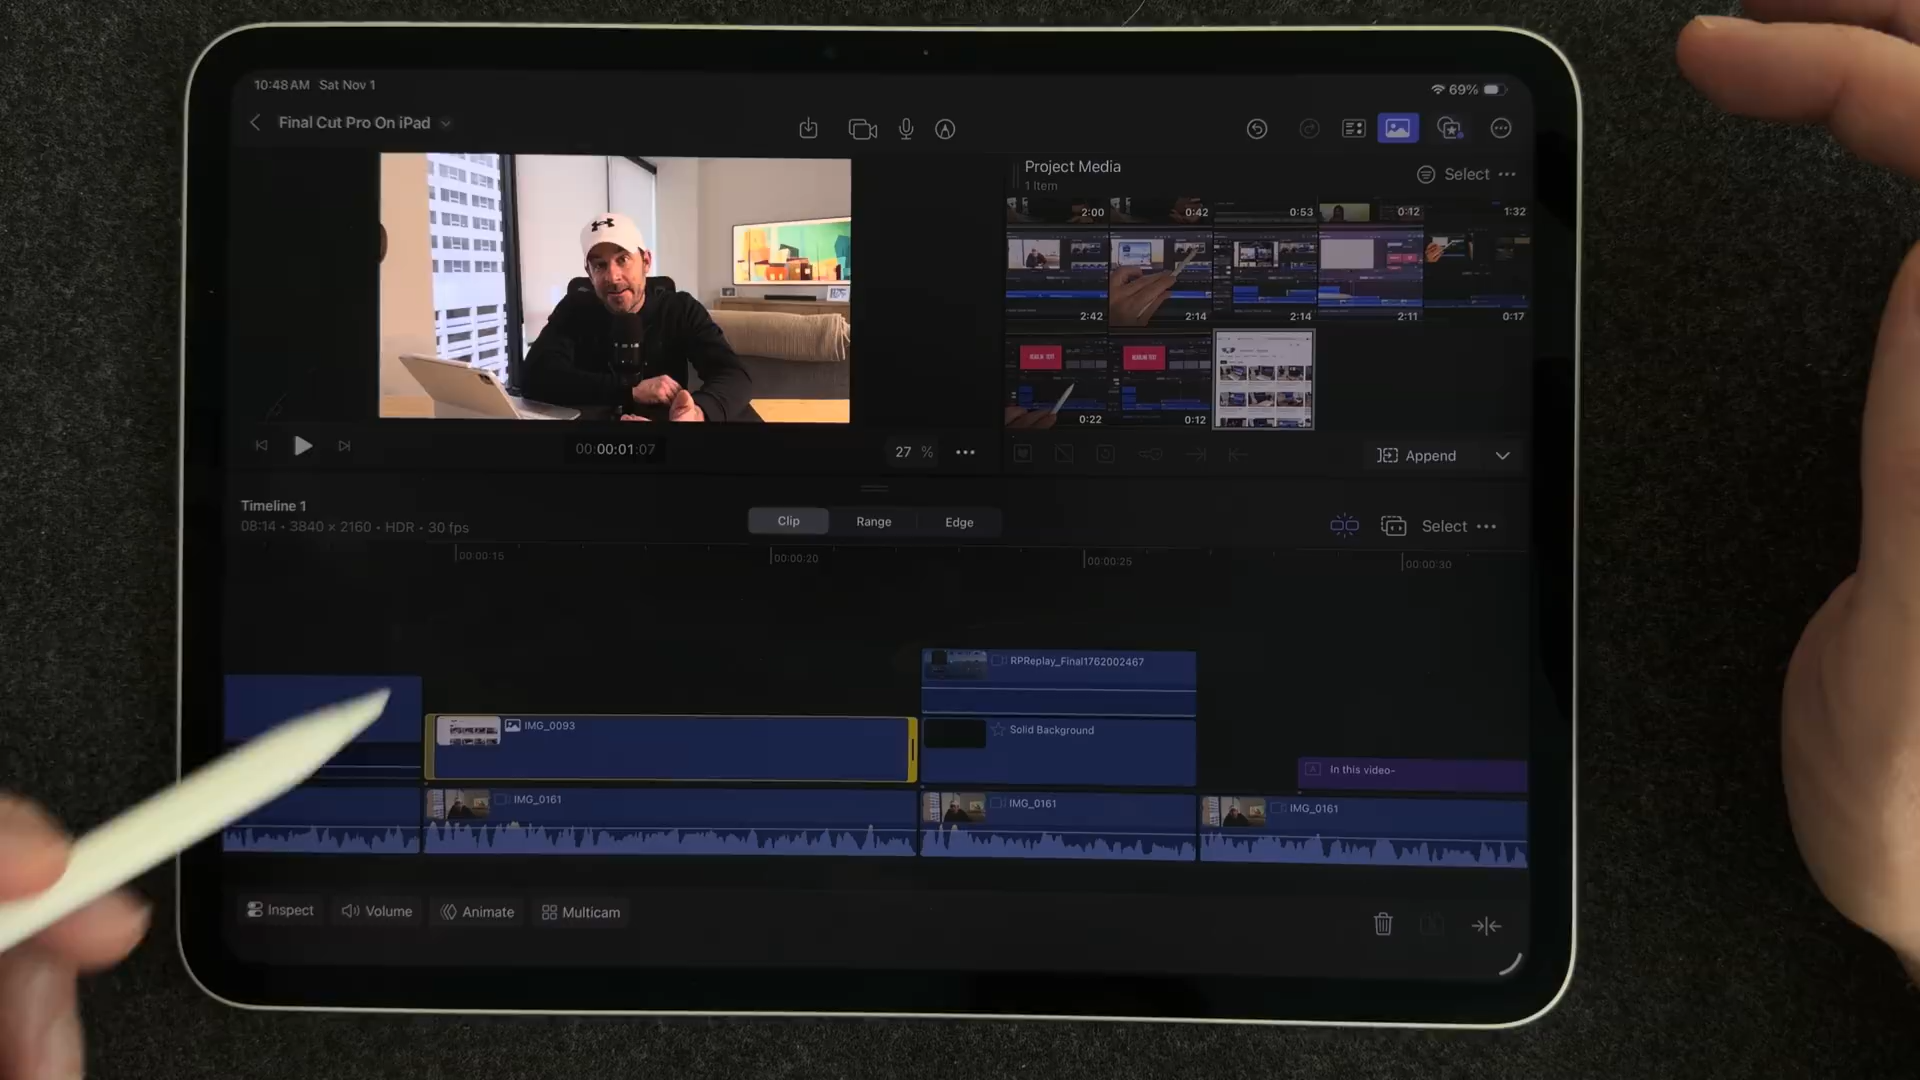 10:48 AM Sat Nov 1
69%
Final Cut Pro On iPad
Project Media
1 Item
Select
2:00
0:42
0:53
0:12
1:32
2:42
2:14
2:14
2:11
0:17
0:22
0:12
00:00:01:07
27 %
Append
Timeline 1
08:14 • 3840 × 2160 • HDR • 30 fps
Clip
Range
Edge
Select
00:00:15
00:00:20
00:00:25
00:00:30
RPReplay_Final1762002467
IMG_0093
Solid Background
In this video-
IMG_0161
IMG_0161
IMG_0161
Inspect
Volume
Animate
Multicam